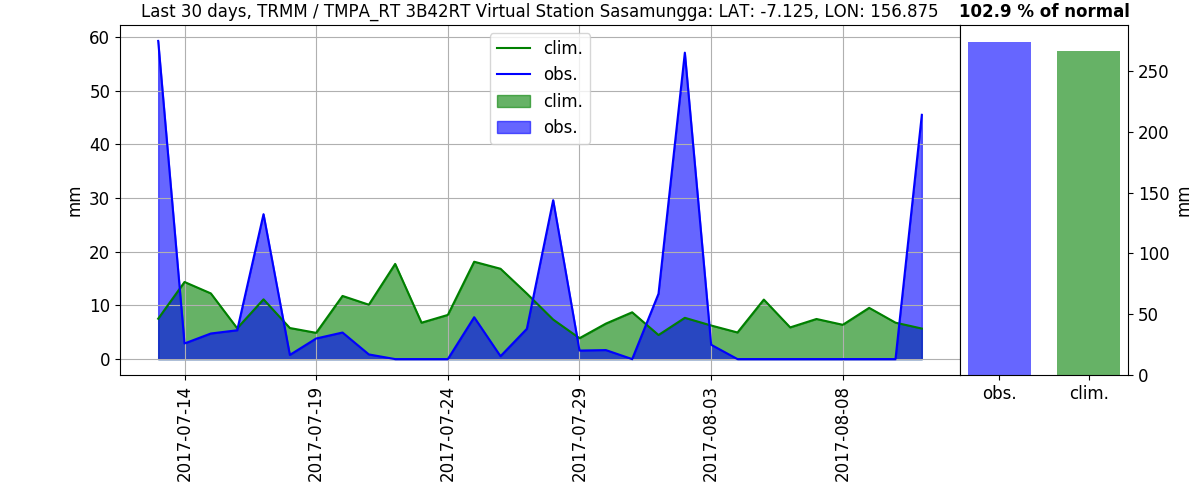 Last 30 days, TRMM / TMPA_RT 3B42RT Virtual Station Sasamungga: LAT: -7.125, LON: 156.875
102.9 % of normal
60
50
40
30
20
10
0
mm
clim.
obs.
clim.
obs.
2017-07-14
2017-07-19
2017-07-24
2017-07-29
2017-08-03
2017-08-08
250
200
150
100
50
0
mm
obs.
clim.